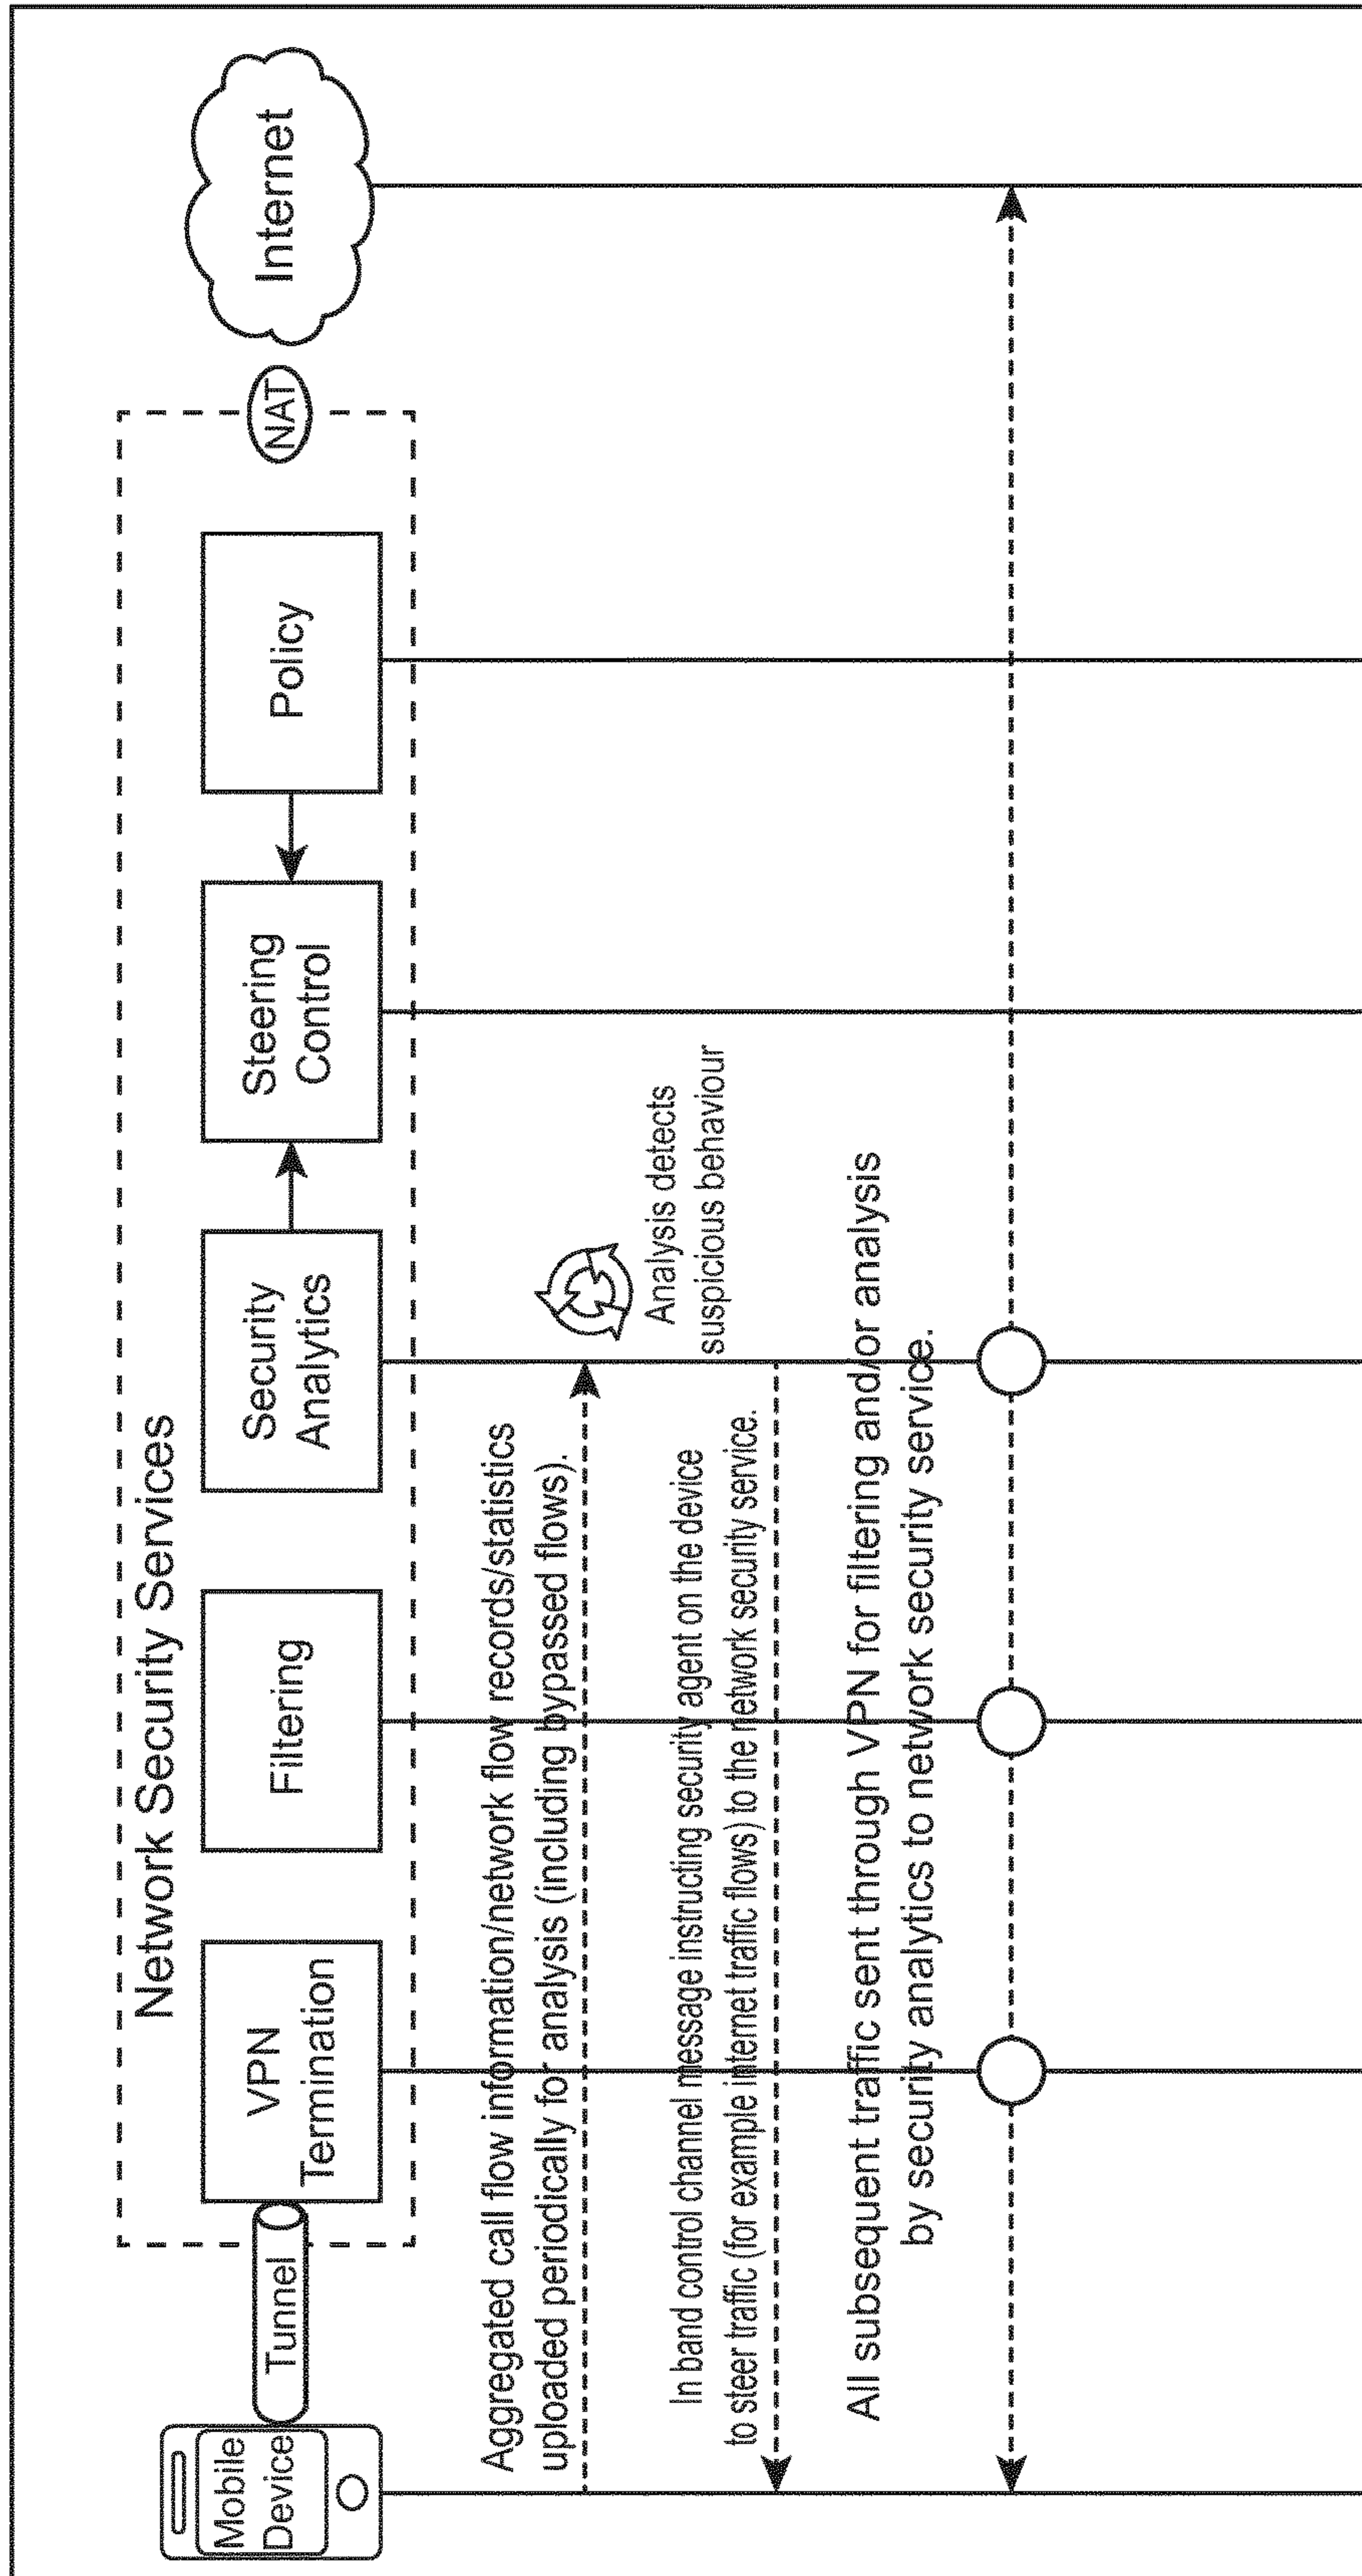 Network Security Services
Mobile
Device
Tunnel
VPN
Termination
Filtering
Security
Analytics
Steering
Control
Policy
NAT
Internet
Aggregated call flow information/network flow records/statistics
uploaded periodically for analysis (including bypassed flows).
Analysis detects
suspicious behaviour
In band control channel message instructing security agent on the device
to steer traffic (for example internet traffic flows) to the network security service.
All subsequent traffic sent through VPN for filtering and/or analysis
by security analytics to network security service.